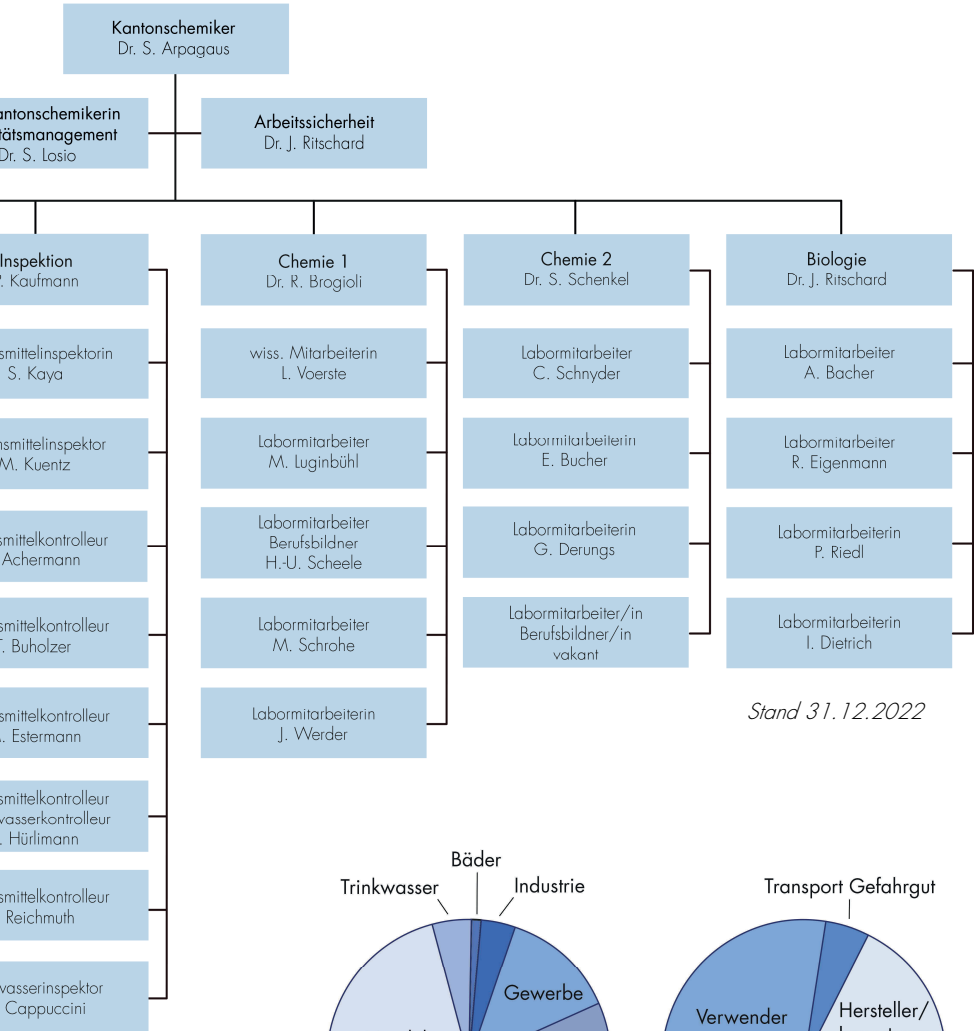 Kantonschemiker
Dr. S. Arpagaus
antonschemikerin
tätsmanagement
Dr. S. Losio
Arbeitssicherheit
Dr. J. Ritschard
Inspektion
. Kaufmann
smittelinspektorin
S. Kaya
nsmittelinspektor
M. Kuentz
smittelkontrolleur
Achermann
smittelkontrolleur
. Buholzer
smittelkontrolleur
. Estermann
smittelkontrolleur
wasserkontrolleur
. Hürlimann
smittelkontrolleur
Reichmuth
wasserinspektor
Cappuccini
Chemie 1
Dr. R. Brogioli
wiss. Mitarbeiterin
L. Voerste
Labormitarbeiter
M. Luginbühl
Labormitarbeiter
Berufsbildner
H.-U. Scheele
Labormitarbeiter
M. Schrohe
Labormitarbeiterin
J. Werder
Chemie 2
Dr. S. Schenkel
Labormitarbeiter
C. Schnyder
Labormitarbeiterin
E. Bucher
Labormitarbeiterin
G. Derungs
Labormitarbeiter/in
Berufsbildner/in
vakant
Biologie
Dr. J. Ritschard
Labormitarbeiter
A. Bacher
Labormitarbeiter
R. Eigenmann
Labormitarbeiterin
P. Riedl
Labormitarbeiterin
I. Dietrich
Stand 31.12.2022
Bäder
Trinkwasser
Industrie
Gewerbe
Transport Gefahrgut
Verwender
Hersteller/